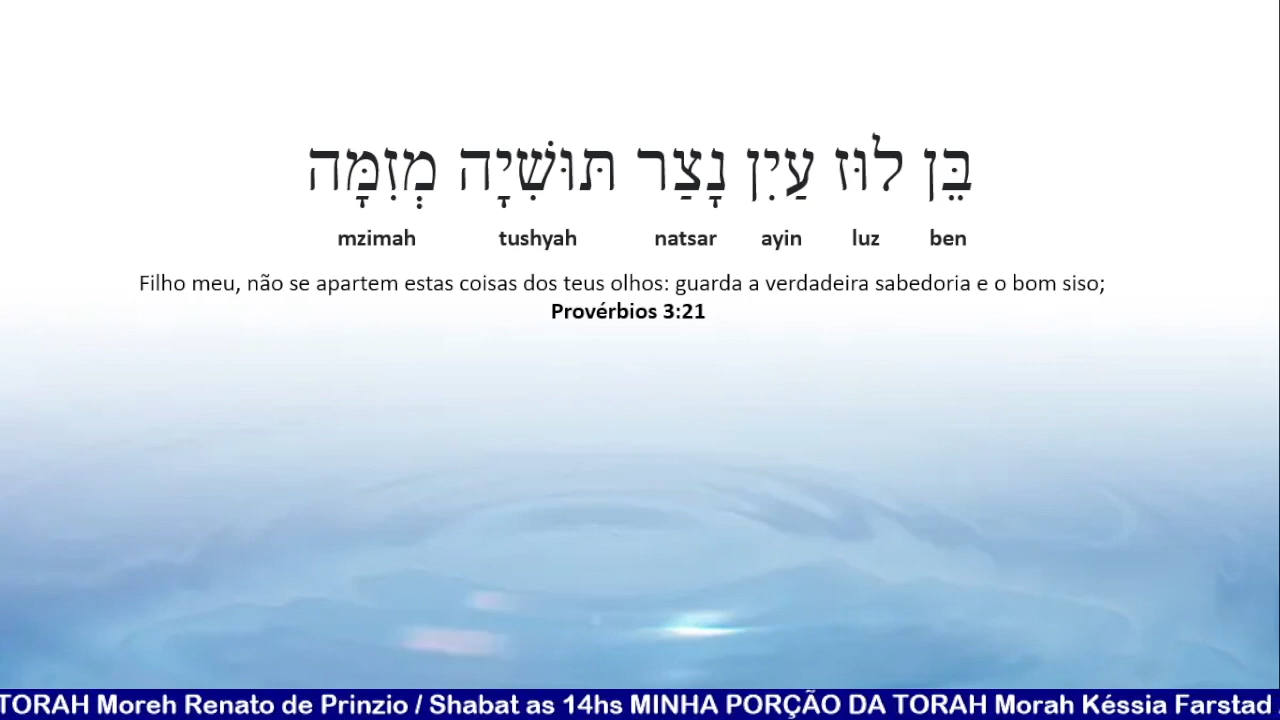 בֵּן לוּז עַיִן נָצַר תּוּשִׁיָּה מְזִמָּה
mzimah tushyah natsar ayin luz ben
Filho meu, não se apartem estas coisas dos teus olhos: guarda a verdadeira sabedoria e o bom siso;
Provérbios 3:21
TORAH Moreh Renato de Prinzio / Shabat as 14hs MINHA PORÇÃO DA TORAH Morah Késsia Farstad